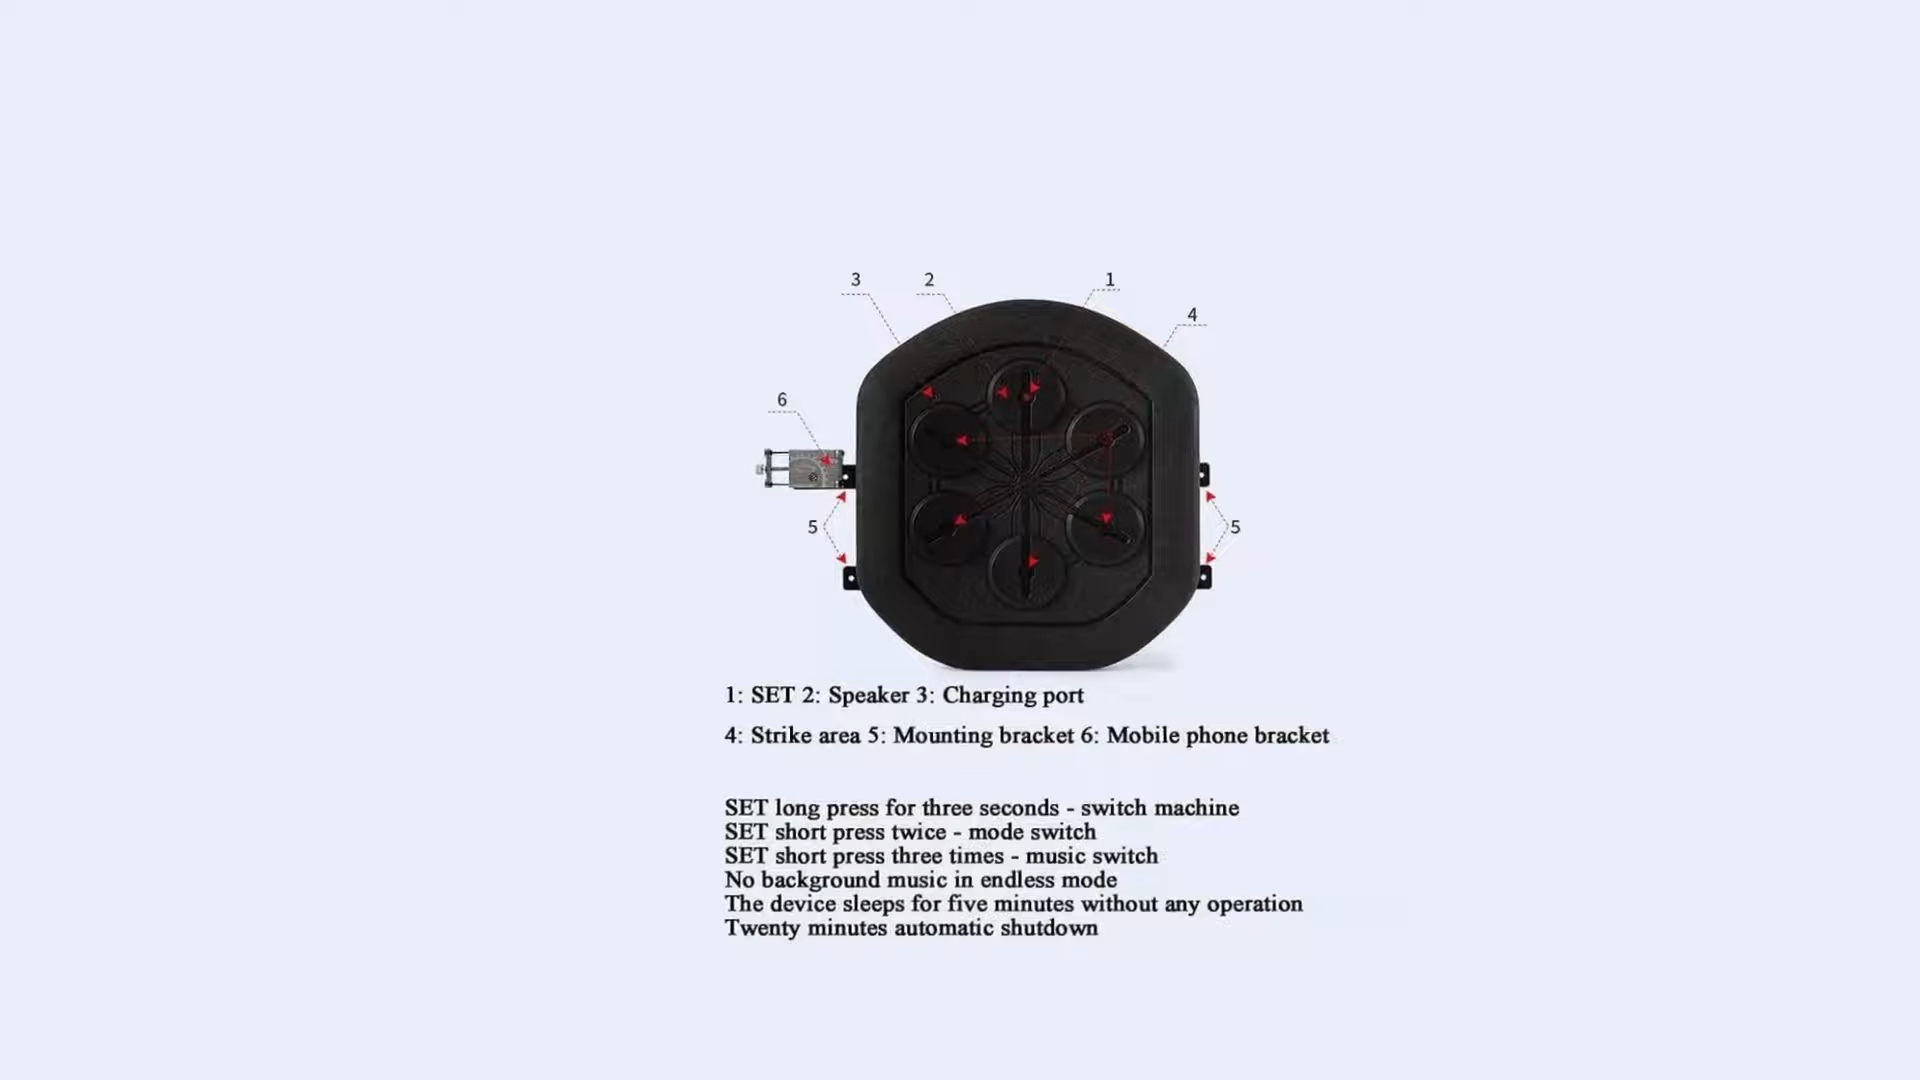 3 2 1
4
6
5 5
1: SET 2: Speaker 3: Charging port
4: Strike area 5: Mounting bracket 6: Mobile phone bracket
SET long press for three seconds - switch machine
SET short press twice - mode switch
SET short press three times - music switch
No background music in endless mode
The device sleeps for five minutes without any operation
Twenty minutes automatic shutdown